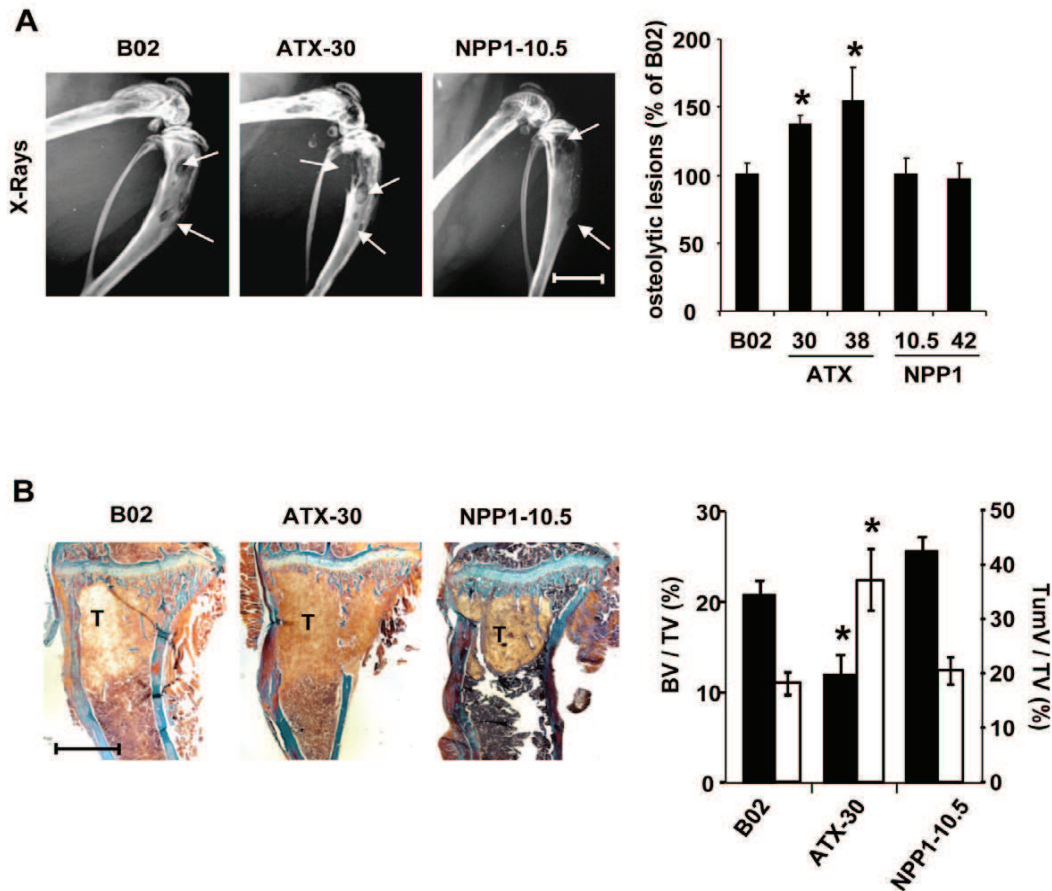 A
B02 ATX-30 NPP1-10.5
X-Rays
osteolytic lesions (% of B02)
200
150
100
50
0
* *
B02 30 38 10.5 42
ATX NPP1
B
B02 ATX-30 NPP1-10.5
T T T
BV / TV (%)
30
20
10
0
* *
50
40
30
20
10
0
TumV / TV (%)
B02 ATX-30 NPP1-10.5